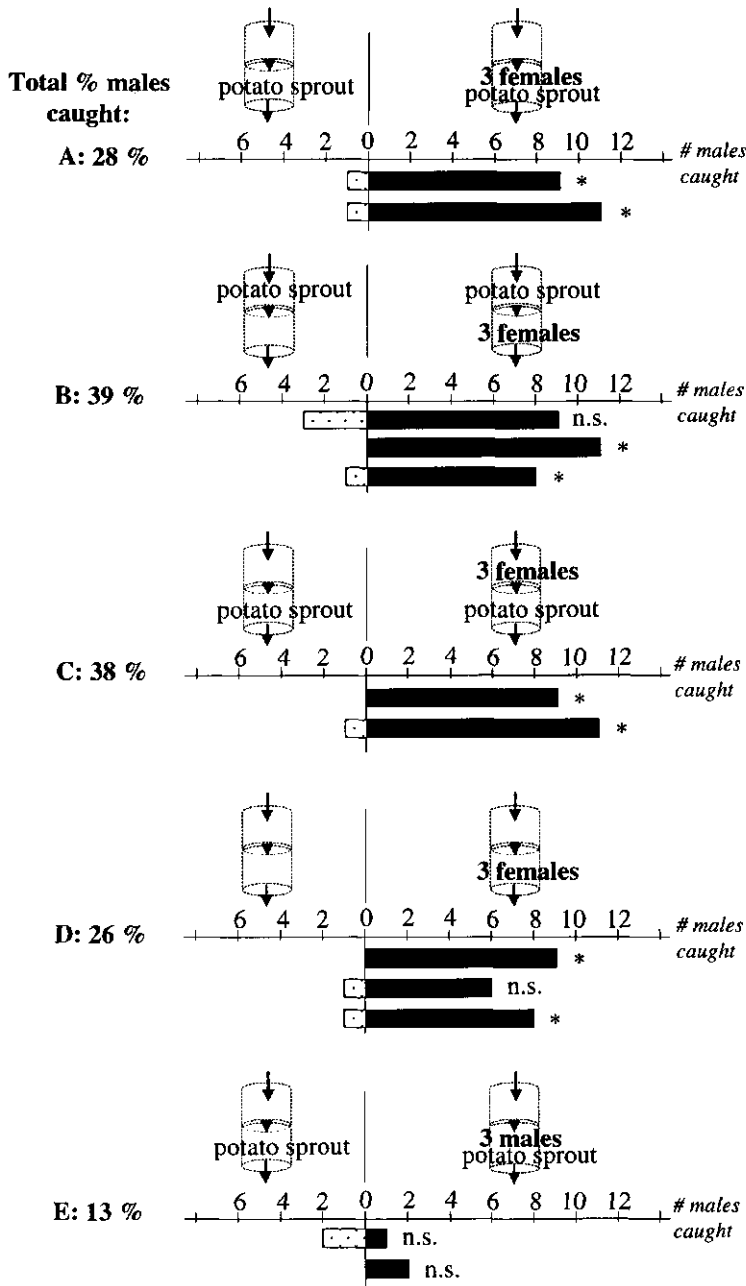 3 females
Total % males
caught:
potato sprout
potato sprout
6 4 2 0 2 4 6 8 10 12
# males
caught
A: 28 %
*
*
potato sprout
potato sprout
3 females
6 4 2 0 2 4 6 8 10 12
# males
caught
B: 39 %
n.s.
*
*
3 females
potato sprout
potato sprout
6 4 2 0 2 4 6 8 10 12
# males
caught
C: 38 %
*
*
3 females
6 4 2 0 2 4 6 8 10 12
# males
caught
D: 26 %
*
n.s.
*
3 males
potato sprout
potato sprout
6 4 2 0 2 4 6 8 10 12
# males
caught
E: 13 %
n.s.
n.s.